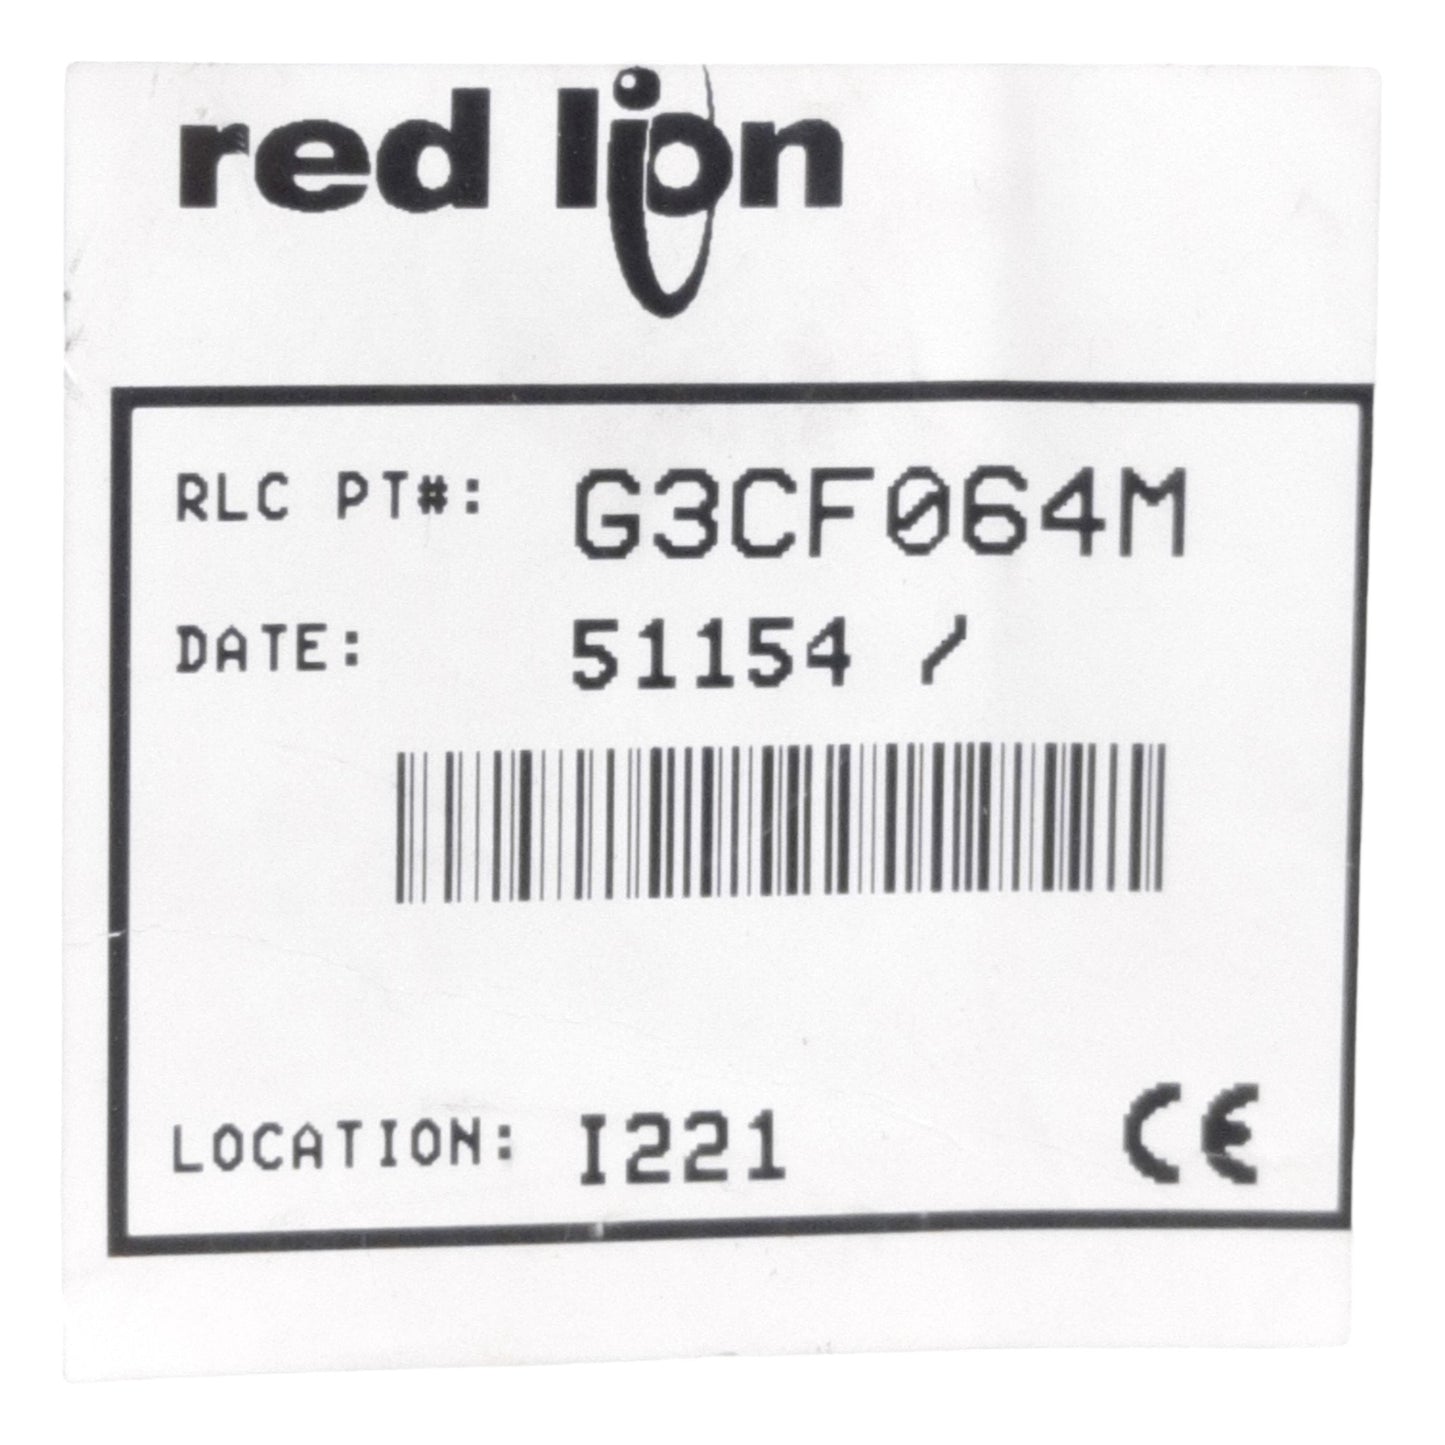 red lion
RLC PT#: G3CF064M
DATE: 51154 /
LOCATION: I221
CE